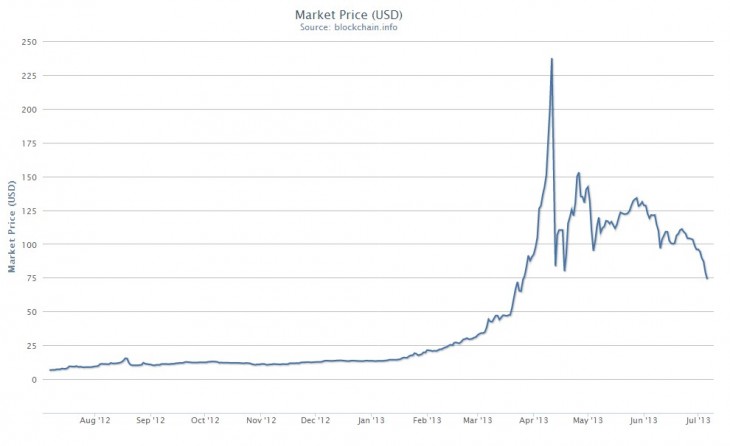 Market Price (USD)
Source: blockchain.info
250
225
200
175
150
125
100
75
50
25
0
Market Price (USD)
Aug '12 Sep '12 Oct '12 Nov '12 Dec '12 Jan '13 Feb '13 Mar '13 Apr '13 May '13 Jun '13 Jul '13